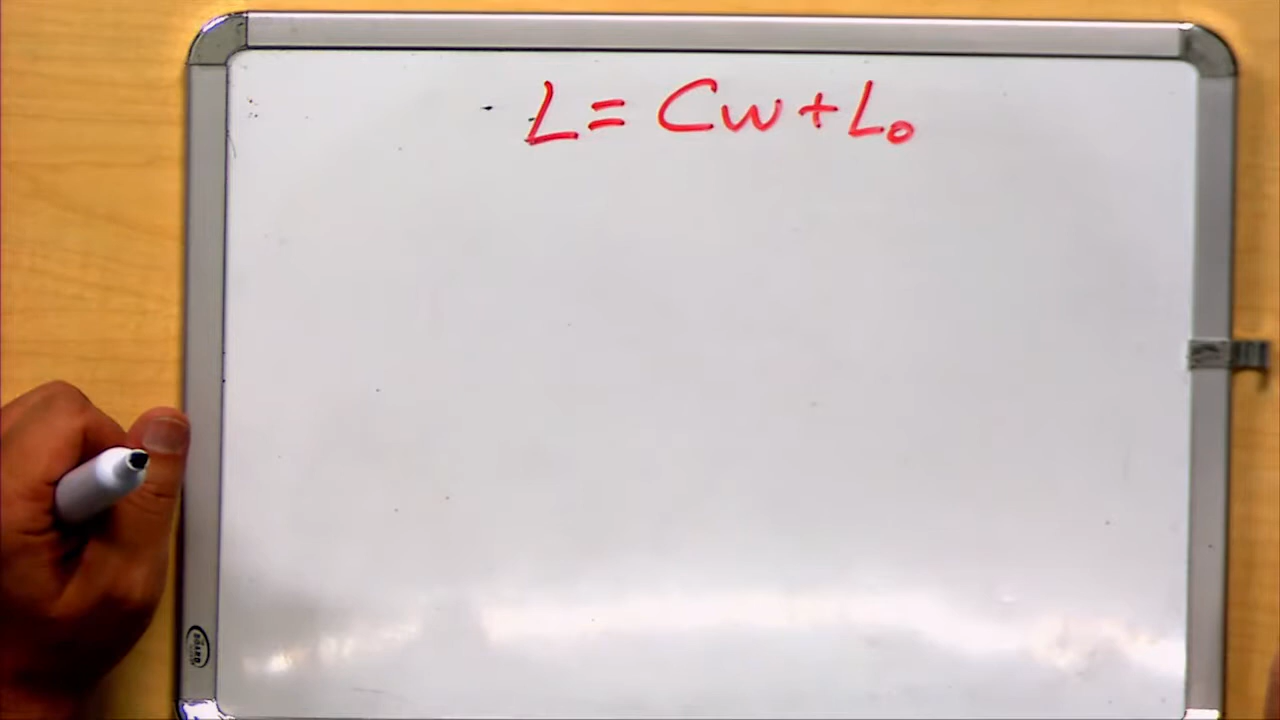 L = Cw + L₀